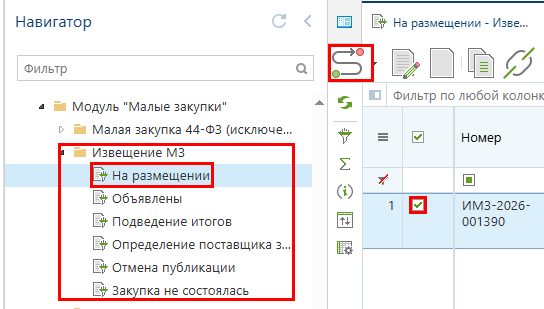 Навигатор
Фильтр
Модуль "Малые закупки"
Малая закупка 44-ФЗ (исключе...
Извещение МЗ
На размещении
Объявлены
Подведение итогов
Определение поставщика з...
Отмена публикации
Закупка не состоялась
На размещении - Извещ...
Фильтр по любой колонк
Номер
1
ИМЗ-2026-
001390